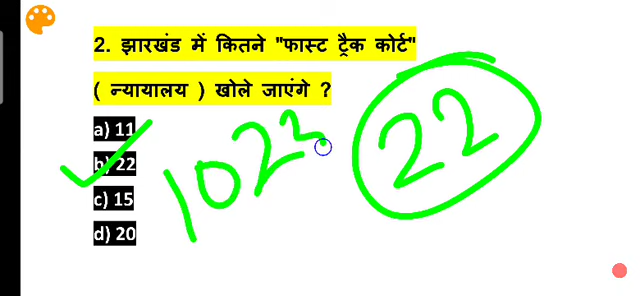 2. झारखंड में कितने "फास्ट ट्रैक कोर्ट"
( न्यायालय ) खोले जाएंगे ?
a) 11
b) 22
c) 15
d) 20
1023
22